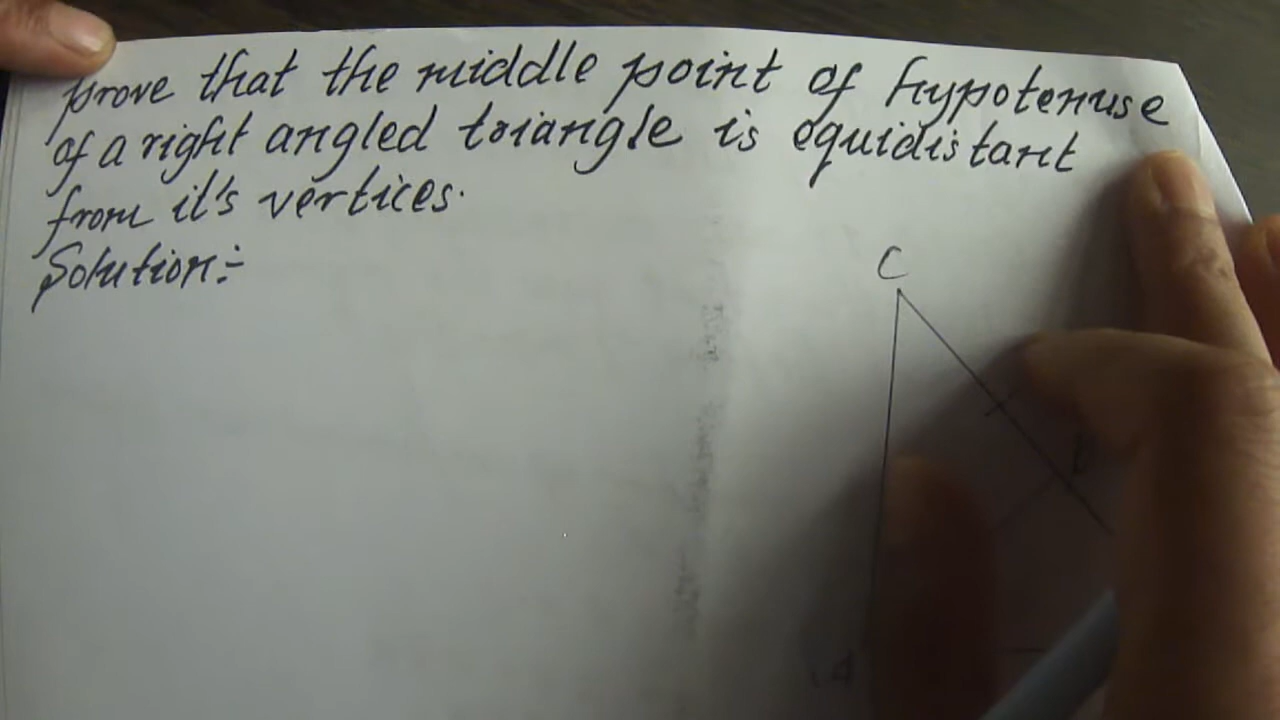 prove that the middle point of hypotenuse
of a right angled triangle is equidistant
from it's vertices.
Solution:-
C